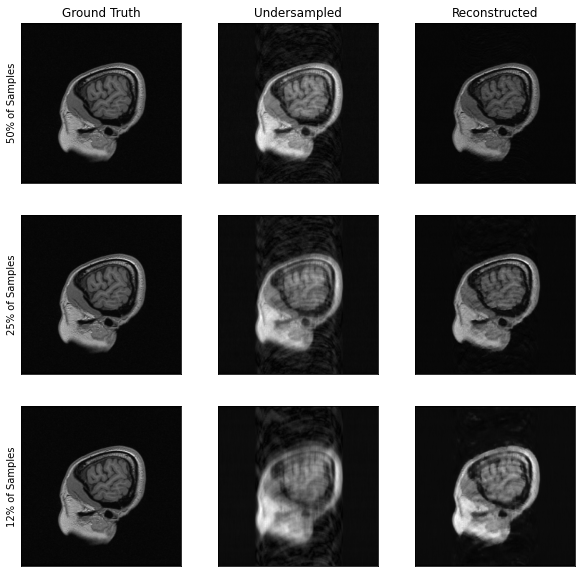 Ground Truth
Undersampled
Reconstructed
50% of Samples
25% of Samples
12% of Samples